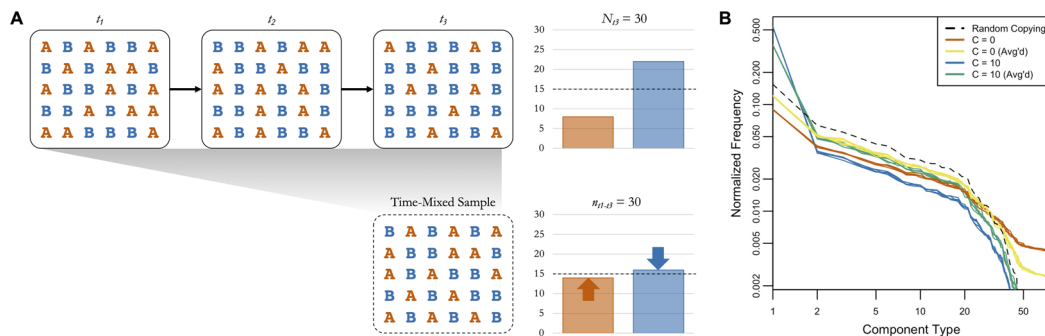 A
t1
t2
t3
A B A B B A
B A B A A B
A B B B A A
B B A B A A
A A B B B A
B B A B A A
A B B A B B
B A B A B B
A B A B B B
B B A B A A
A B B B A B
B B A B B B
A B B B B A
B A B B B B
B B A B B A
Nt3 = 30
30
25
20
15
10
5
0
Time-Mixed Sample
B A B A B A
A B B A B B
A B A B B A
B B A B A B
A B A B A A
nt1-t3 = 30
30
25
20
15
10
5
0
B
Normalized Frequency
0.500
0.200
0.100
0.050
0.020
0.010
0.005
0.002
Random Copying
C = 0
C = 0 (Avg'd)
C = 10
C = 10 (Avg'd)
1 2 5 10 20 50
Component Type